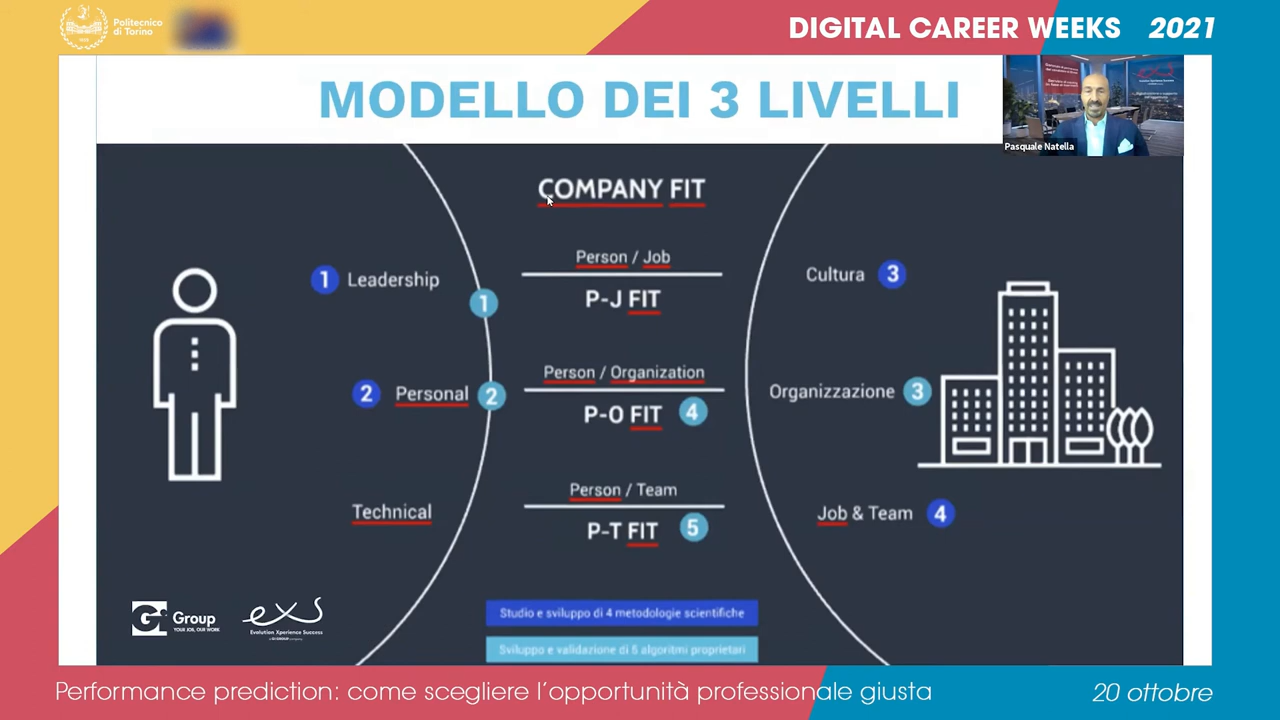 Politecnico
di Torino
DIGITAL CAREER WEEKS 2021
MODELLO DEI 3 LIVELLI
Pasquale Natella
COMPANY FIT
Person / Job
P-J FIT
Person / Organization
P-O FIT 4
Person / Team
P-T FIT 5
1 Leadership
1
2 Personal 2
Technical
Cultura 3
Organizzazione 3
Job & Team 4
Gi Group
YOUR JOB, OUR WORK
exs
Evolution Xperience Success
Studio e sviluppo di 4 metodologie scientifiche
Sviluppo e validazione di 5 algoritmi proprietari
Performance prediction: come scegliere l'opportunità professionale giusta
20 ottobre